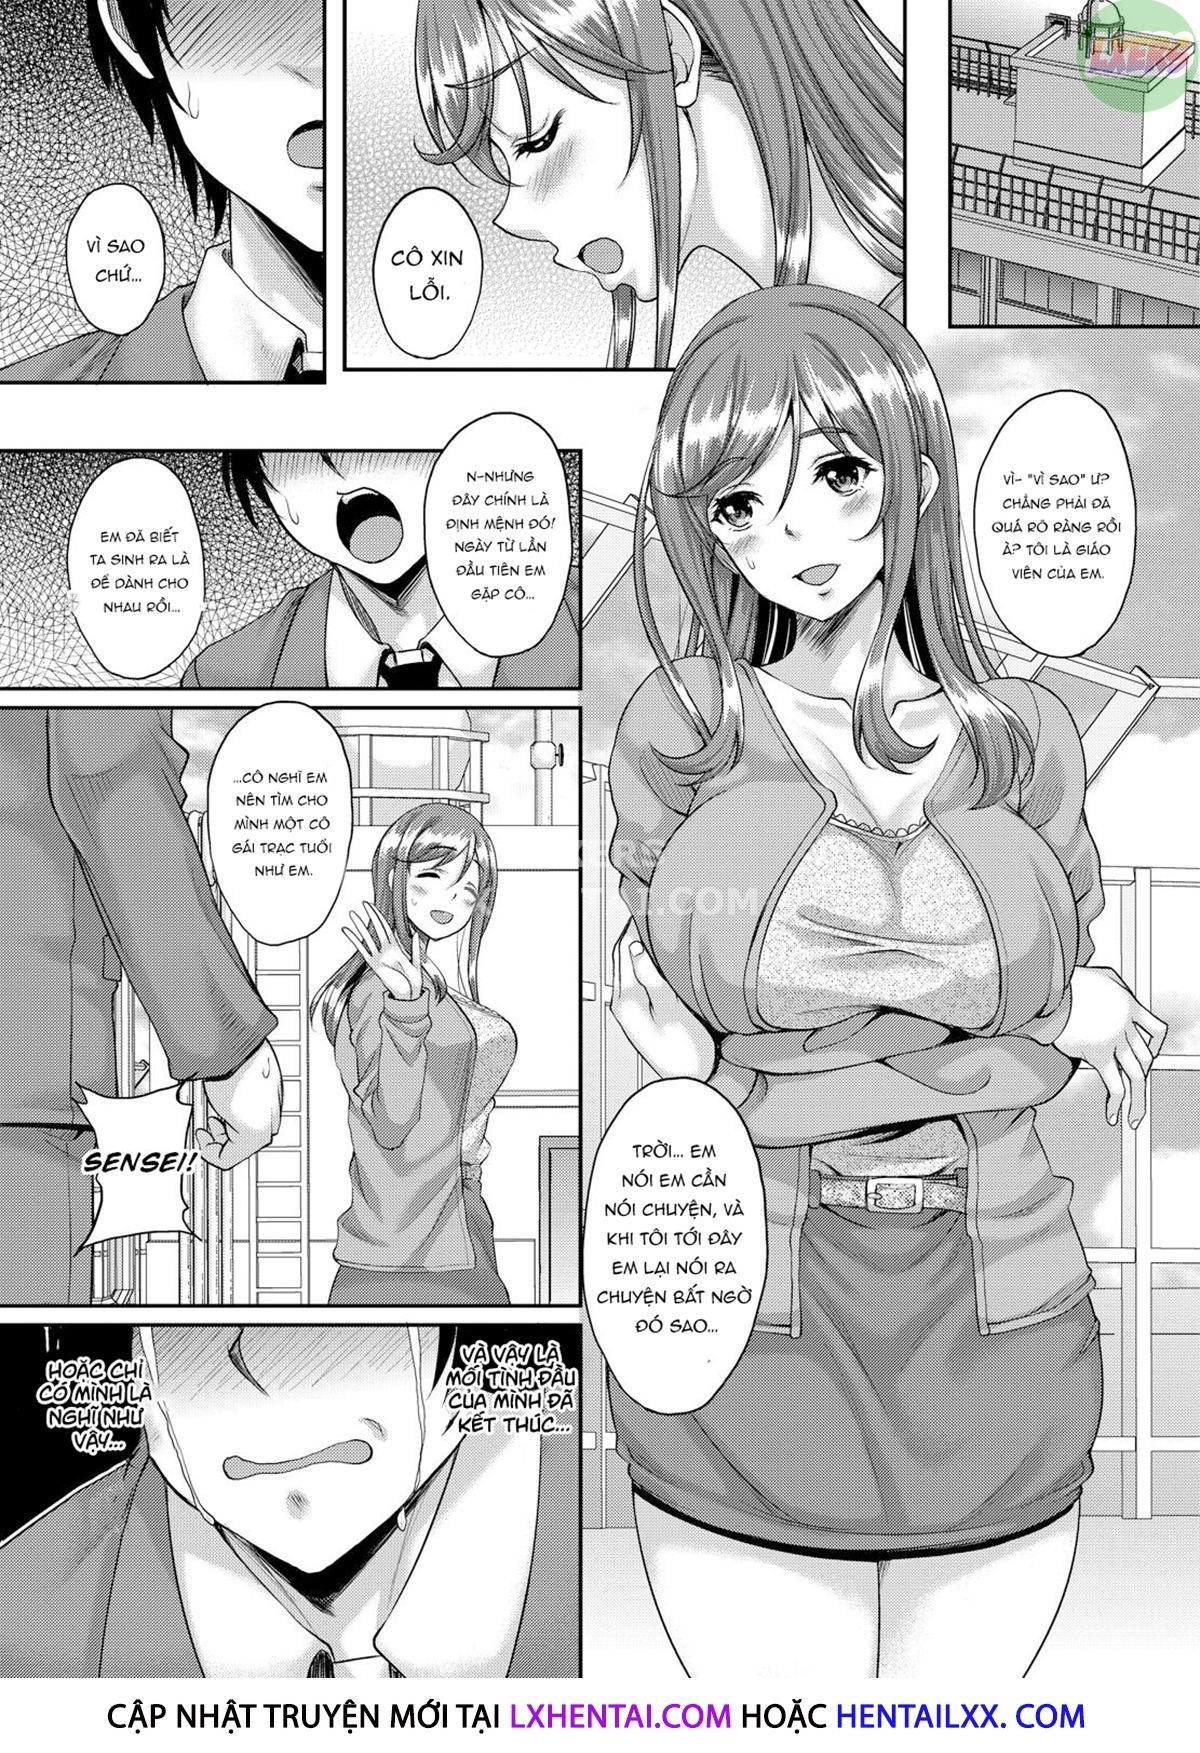 LXERS
CÔ XIN
LỖI.
VÌ SAO
CHỨ...
VÌ- "VÌ SAO" Ư?
CHẲNG PHẢI ĐÃ
QUÁ RÕ RÀNG RỒI
À? TÔI LÀ GIÁO
VIÊN CỦA EM.
N-NHƯNG
ĐÂY CHÍNH LÀ
ĐỊNH MỆNH ĐÓ!
NGÀY TỪ LẦN
ĐẦU TIÊN EM
GẶP CÔ...
EM ĐÃ BIẾT
TA SINH RA LÀ
ĐỂ DÀNH CHO
NHAU RỒI...
TRỜI... EM
NÓI EM CẦN
NÓI CHUYỆN, VÀ
KHI TÔI TỚI ĐÂY
EM LẠI NÓI RA
CHUYỆN BẤT NGỜ
ĐÓ SAO...
...CÔ NGHĨ EM
NÊN TÌM CHO
MÌNH MỘT CÔ
GÁI TRẠC TUỔI
NHƯ EM.
SENSEI!
VÀ VẬY LÀ
MỐI TÌNH ĐẦU
CỦA MÌNH ĐÃ
KẾT THÚC...
HOẶC CHỈ
CÓ MÌNH LÀ
NGHĨ NHƯ
VẬY...
CẬP NHẬT TRUYỆN MỚI TẠI LXHENTAI.COM HOẶC HENTAILXX. COM